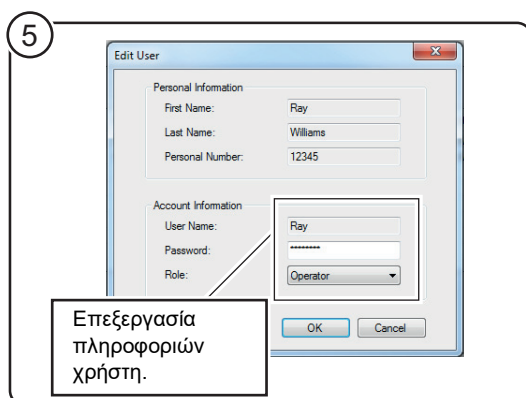 5
Edit User
x
Personal Information
First Name: Ray
Last Name: Williams
Personal Number: 12345
Account Information
User Name: Ray
Password: ********
Role: Operator
Επεξεργασία
πληροφοριών
χρήστη.
OK Cancel